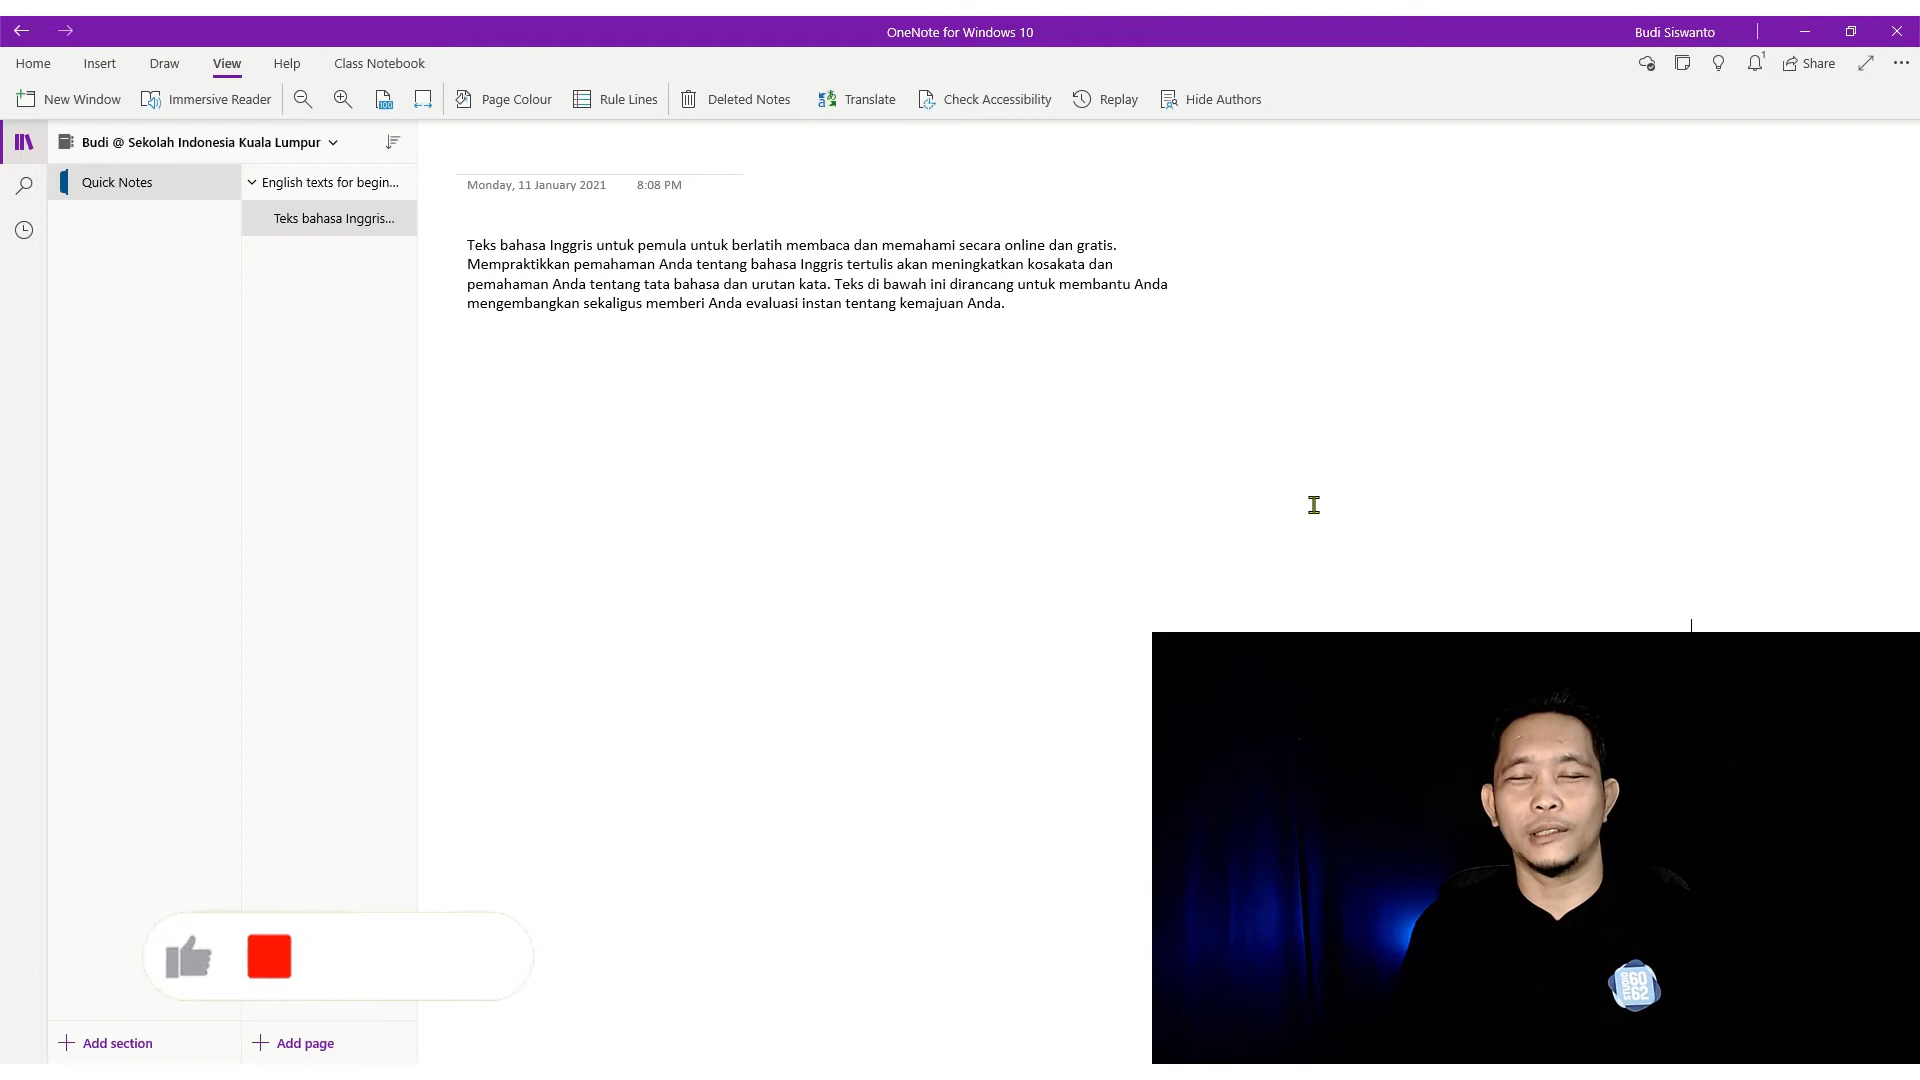 OneNote for Windows 10
Budi Siswanto
Home Insert Draw View Help Class Notebook
1
Share
New Window Immersive Reader 100 Page Colour Rule Lines Deleted Notes Translate Check Accessibility Replay Hide Authors
Budi @ Sekolah Indonesia Kuala Lumpur
Quick Notes
English texts for begin...
Teks bahasa Inggris...
Monday, 11 January 2021 8:08 PM
Teks bahasa Inggris untuk pemula untuk berlatih membaca dan memahami secara online dan gratis.
Mempraktikkan pemahaman Anda tentang bahasa Inggris tertulis akan meningkatkan kosakata dan
pemahaman Anda tentang tata bahasa dan urutan kata. Teks di bawah ini dirancang untuk membantu Anda
mengembangkan sekaligus memberi Anda evaluasi instan tentang kemajuan Anda.
60
62
Add section
Add page